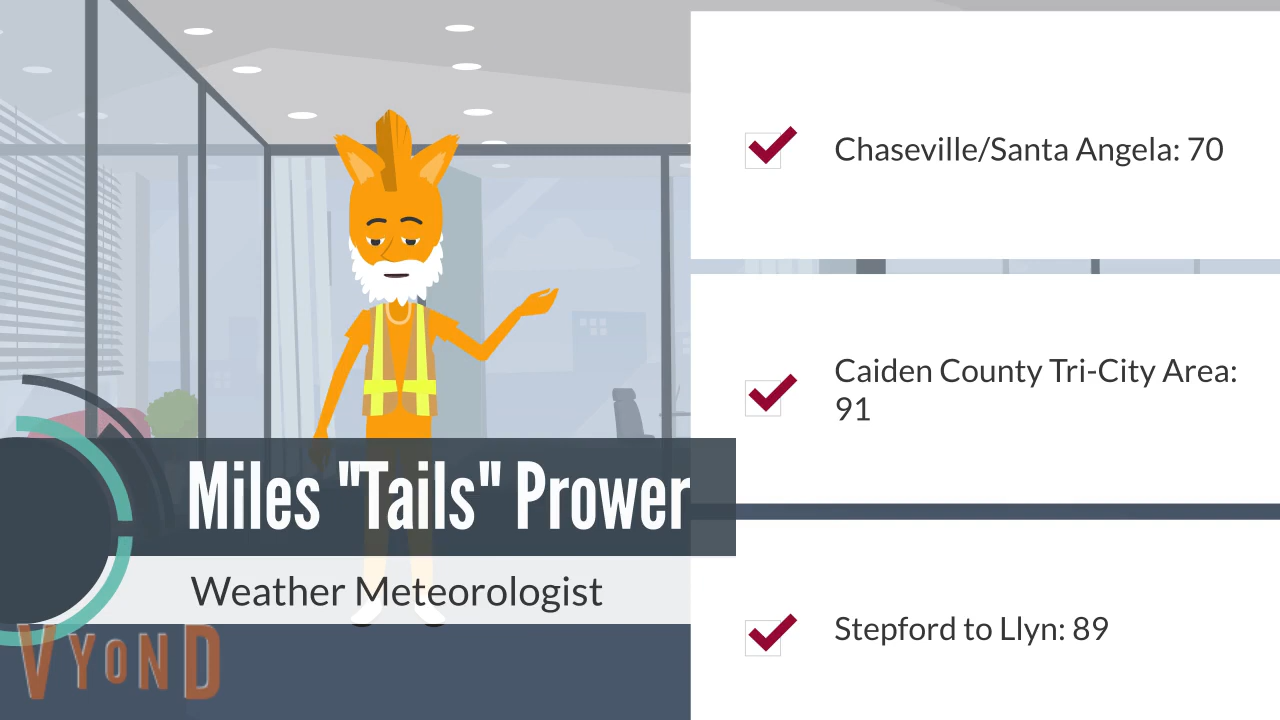 Chaseville/Santa Angela: 70
Caiden County Tri-City Area:
91
Miles "Tails" Prower
Weather Meteorologist
Stepford to Llyn: 89
VYOND